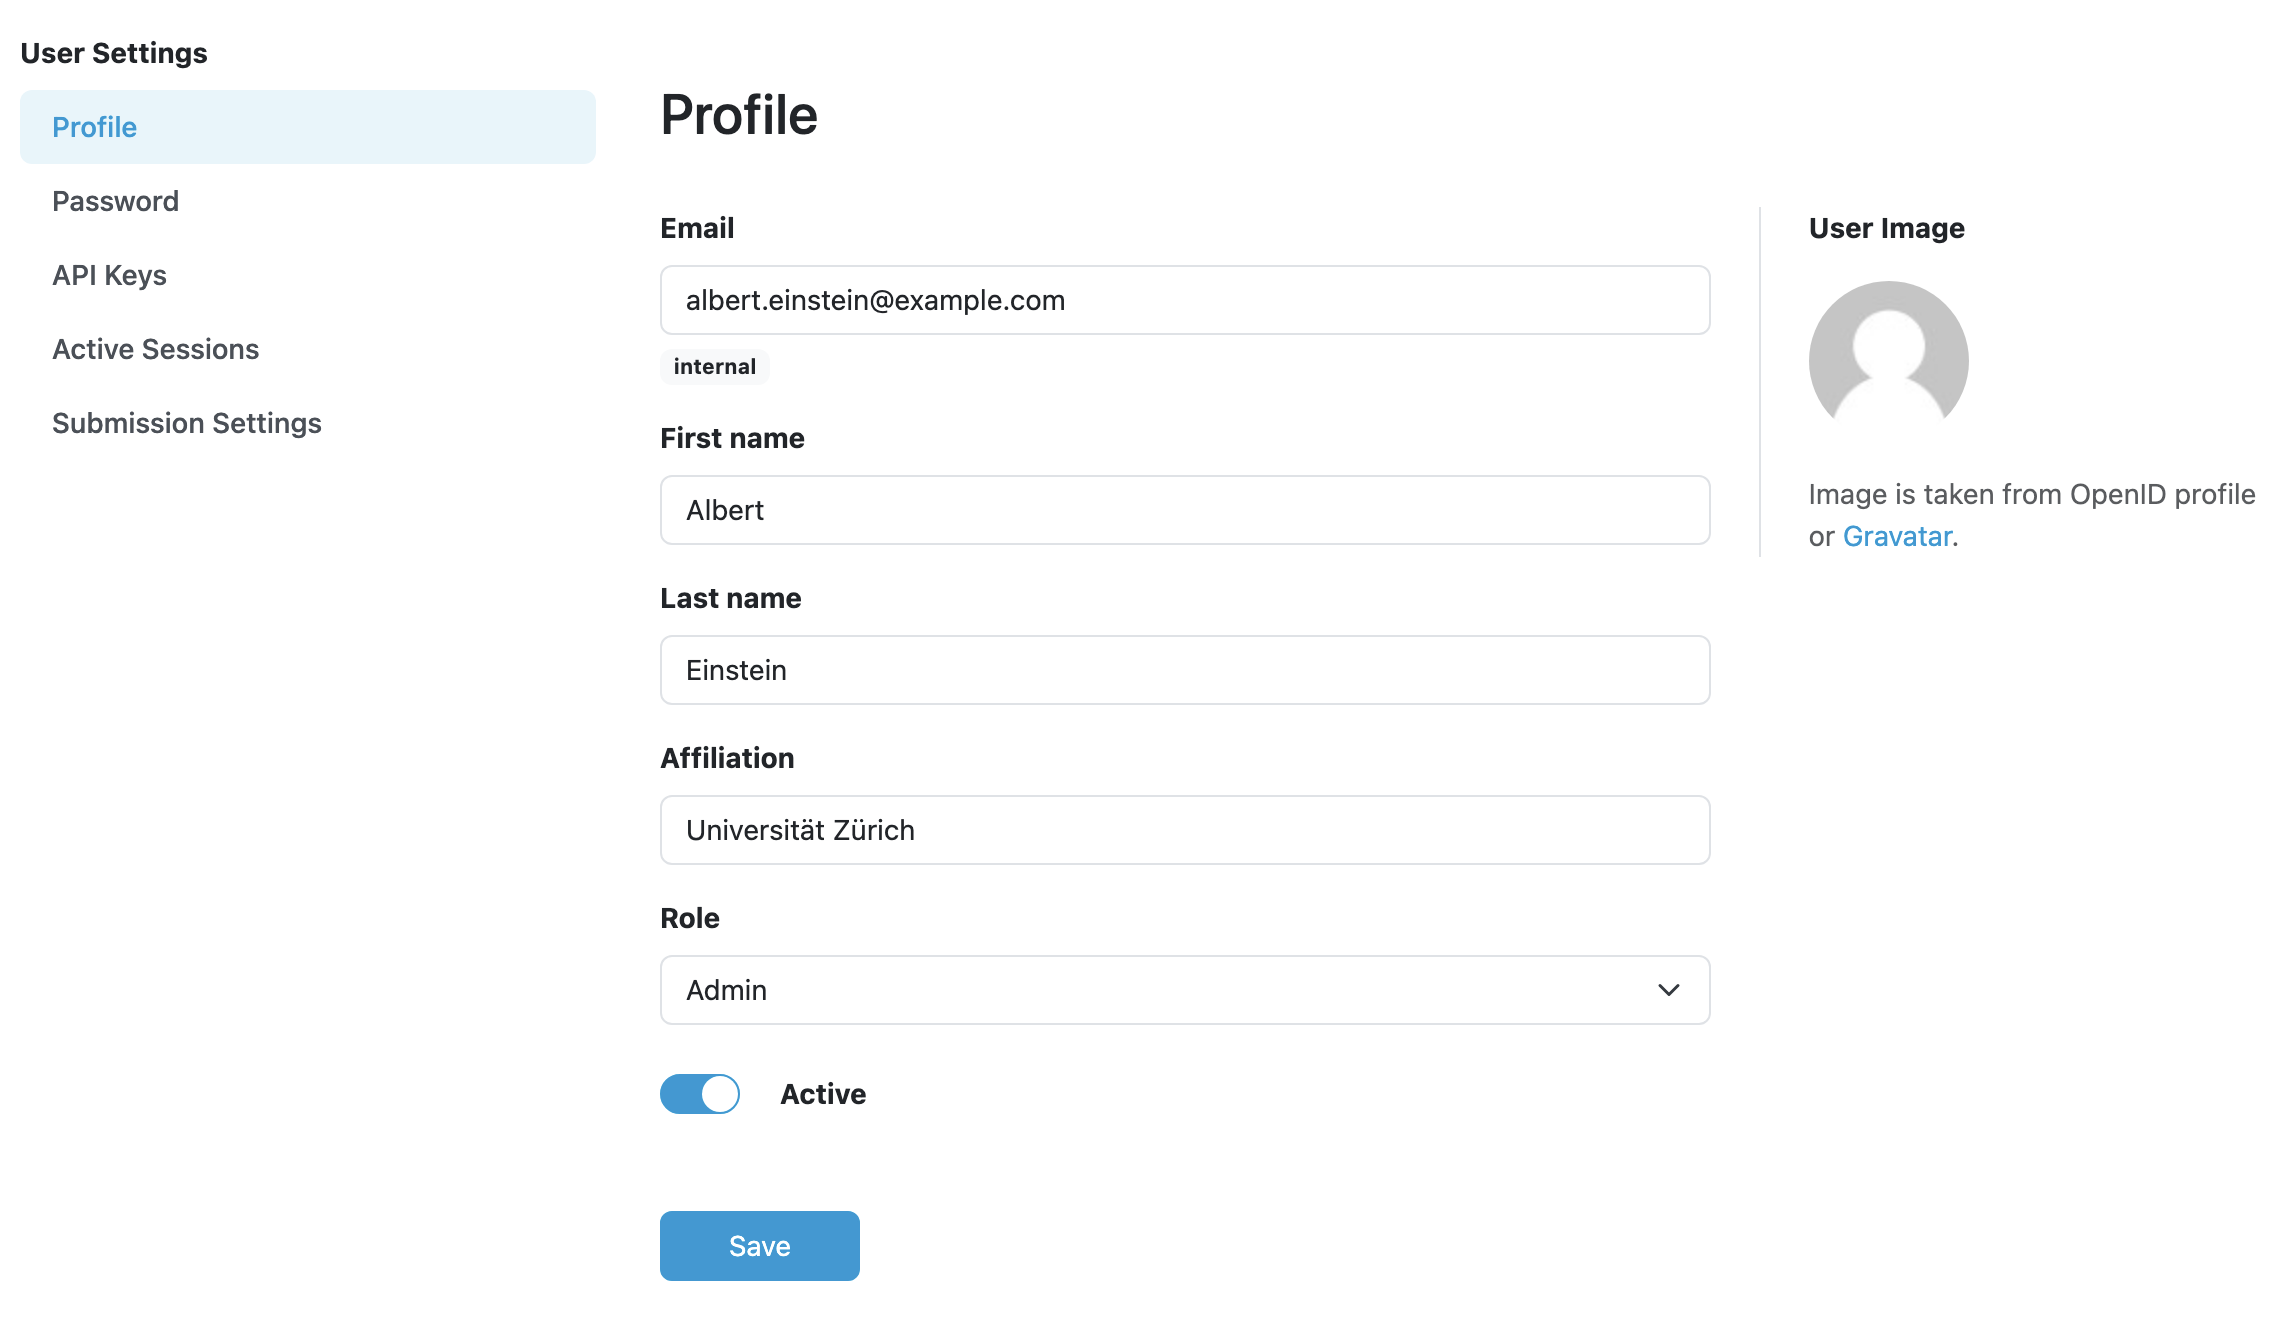 User Settings
Profile
Password
API Keys
Active Sessions
Submission Settings
Profile
Email
albert.einstein@example.com
internal
First name
Albert
Last name
Einstein
Affiliation
Universität Zürich
Role
Admin
Active
Save
User Image
Image is taken from OpenID profile
or Gravatar.